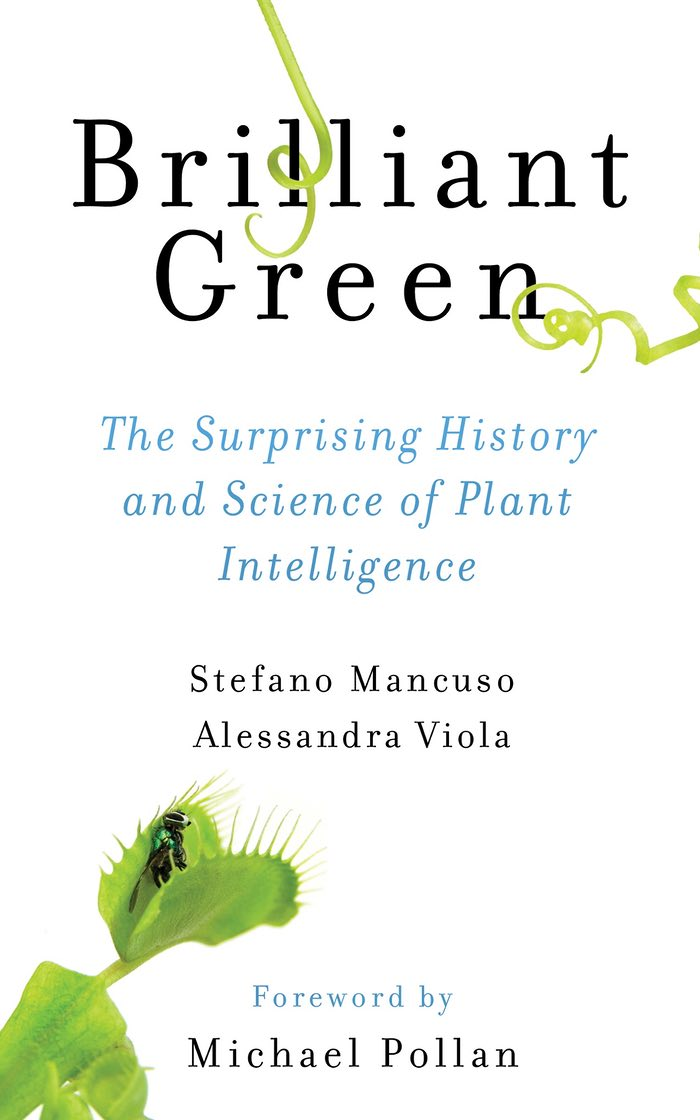 Brilliant
Green
The Surprising History
and Science of Plant
Intelligence
Stefano Mancuso
Alessandra Viola
Foreword by
Michael Pollan